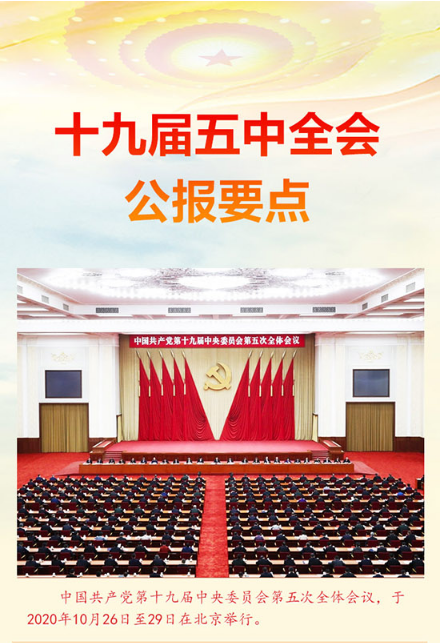 十九届五中全会
公报要点
中国共产党第十九届中央委员会第五次全体会议
中国共产党第十九届中央委员会第五次全体会议，于
2020年10月26日至29日在北京举行。